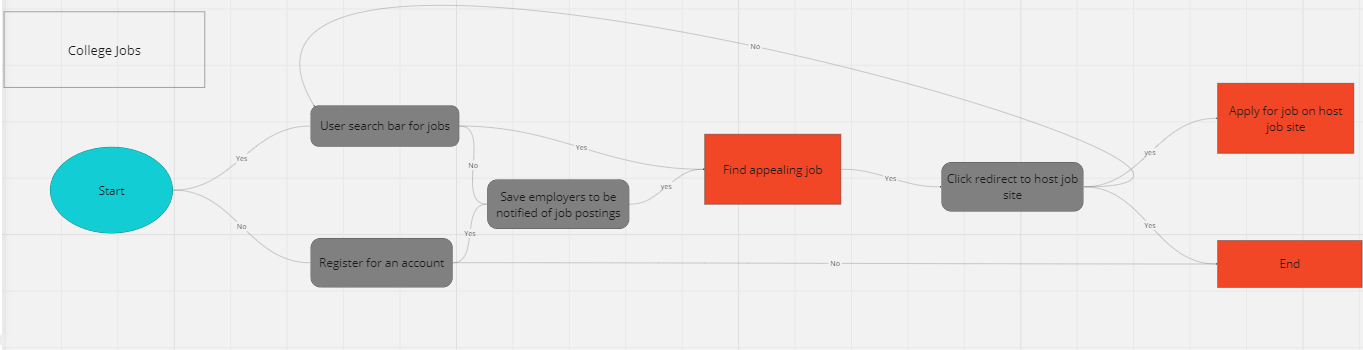 College Jobs
No
User search bar for jobs
Apply for job on host
job site
Yes
Yes
No
yes
Find appealing job
Start
Save employers to be
notified of job postings
yes
Yes
Click redirect to host job
site
No
Yes
Yes
Register for an account
No
End